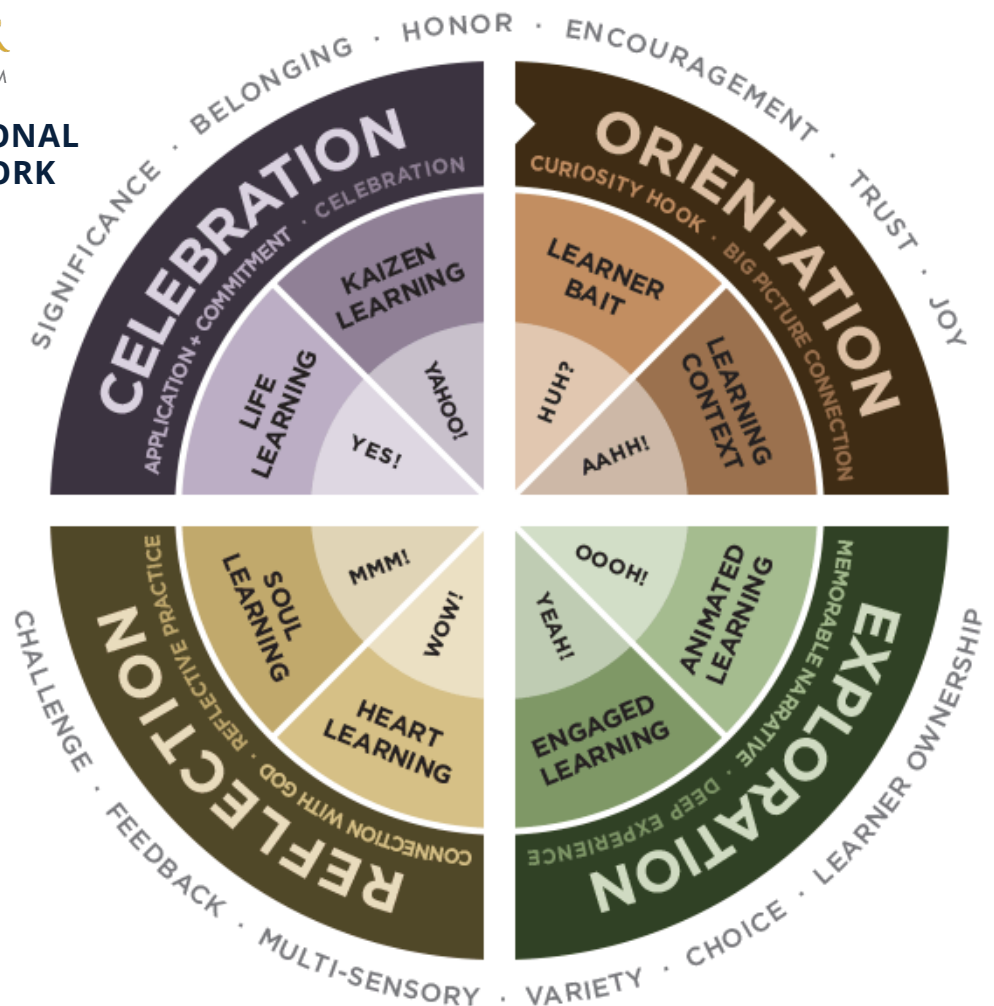 R
M
ONAL
ORK
SIGNIFICANCE · BELONGING · HONOR · ENCOURAGEMENT · TRUST · JOY
ORIENTATION
CURIOSITY HOOK · BIG PICTURE CONNECTION
LEARNER
BAIT
HUH?
LEARNING
CONTEXT
AAHH!
EXPLORATION
MEMORABLE NARRATIVE · DEEP EXPERIENCE
ANIMATED
LEARNING
OOOH!
ENGAGED
LEARNING
YEAH!
REFLECTION
CONNECTION WITH GOD · REFLECTIVE PRACTICE
HEART
LEARNING
WOW!
SOUL
LEARNING
MMM!
CELEBRATION
APPLICATION + COMMITMENT · CELEBRATION
LIFE
LEARNING
YES!
KAIZEN
LEARNING
YAHOO!
CHALLENGE · FEEDBACK · MULTI-SENSORY · VARIETY · CHOICE · LEARNER OWNERSHIP